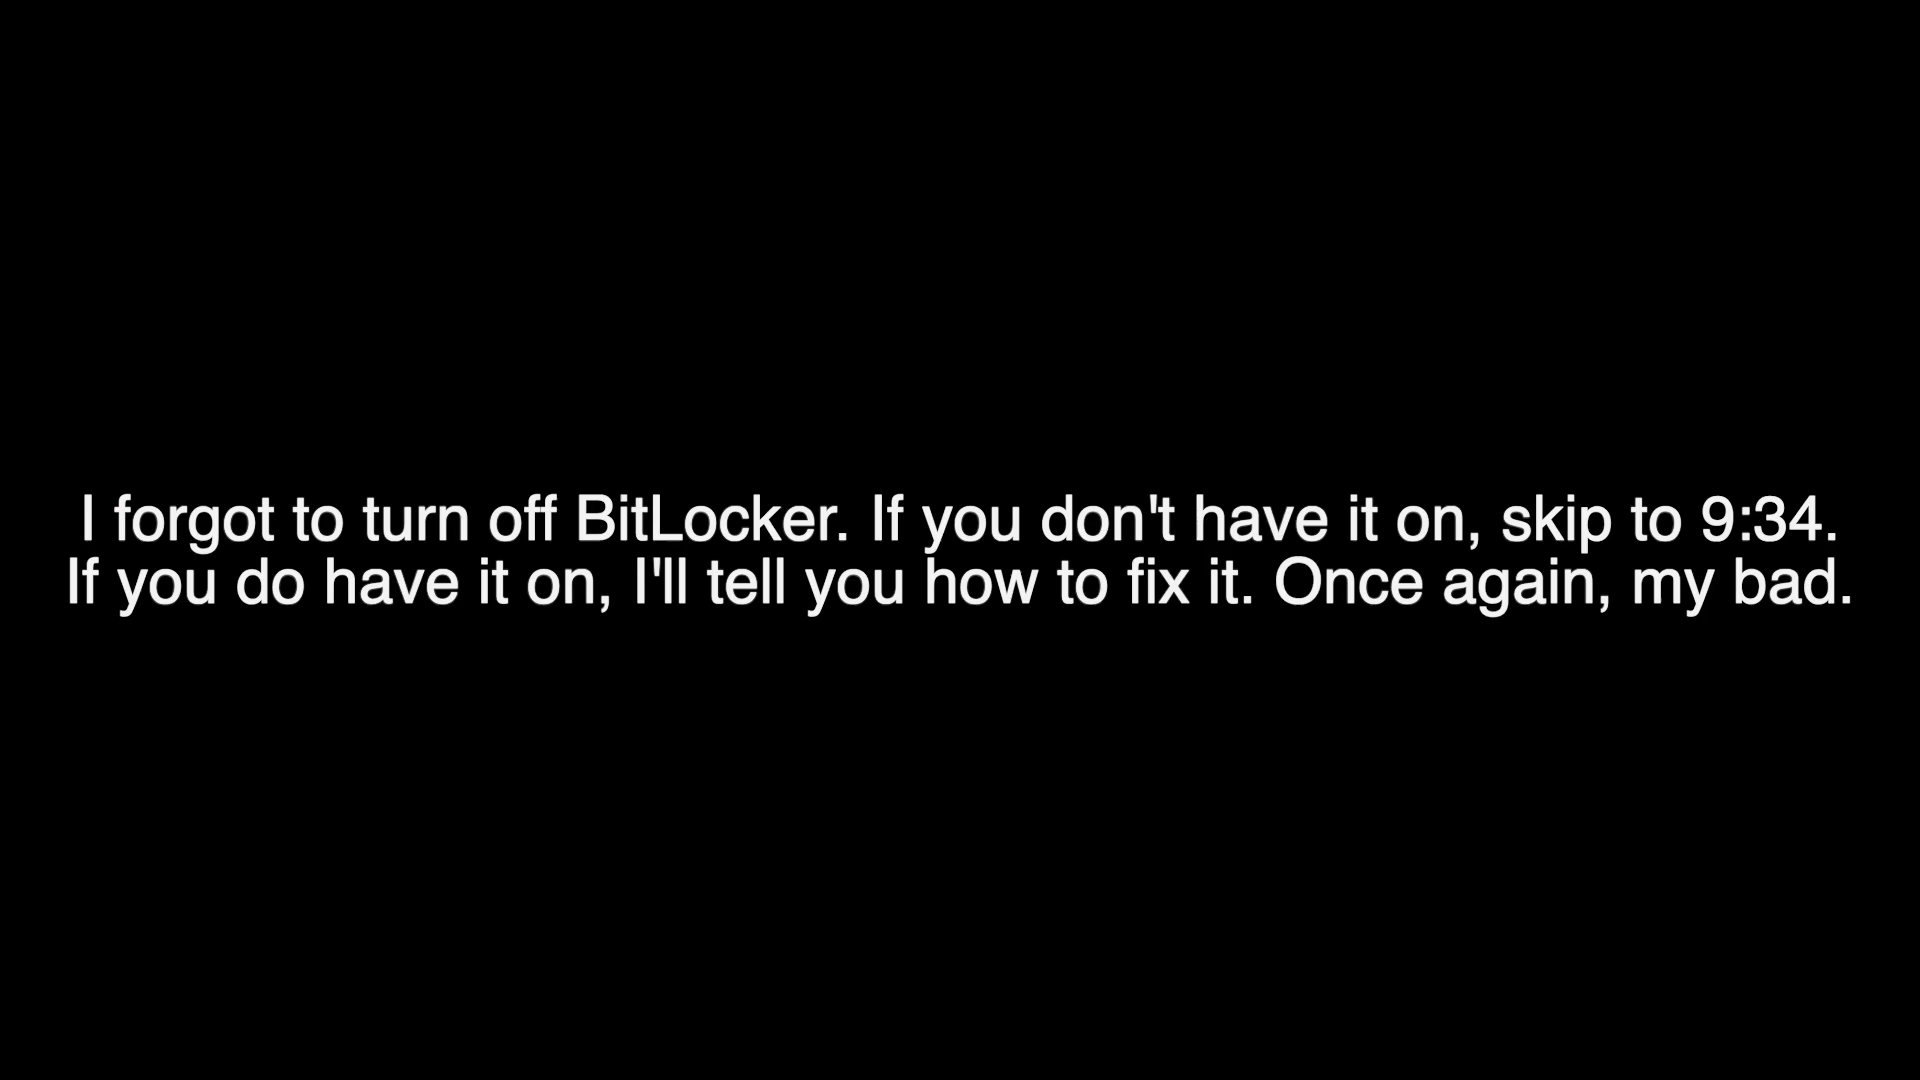 I forgot to turn off BitLocker. If you don't have it on, skip to 9:34.
If you do have it on, I'll tell you how to fix it. Once again, my bad.